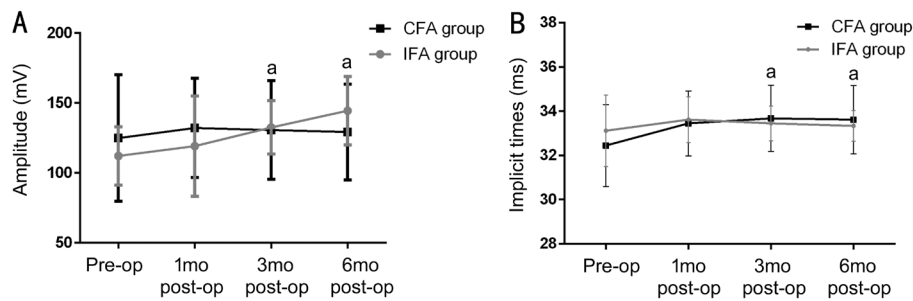 A
CFA group
IFA group
Amplitude (mV)
200
150
100
50
a
a
Pre-op
1mo
post-op
3mo
post-op
6mo
post-op
B
CFA group
IFA group
Implicit times (ms)
38
36
34
32
30
28
a
a
Pre-op
1mo
post-op
3mo
post-op
6mo
post-op